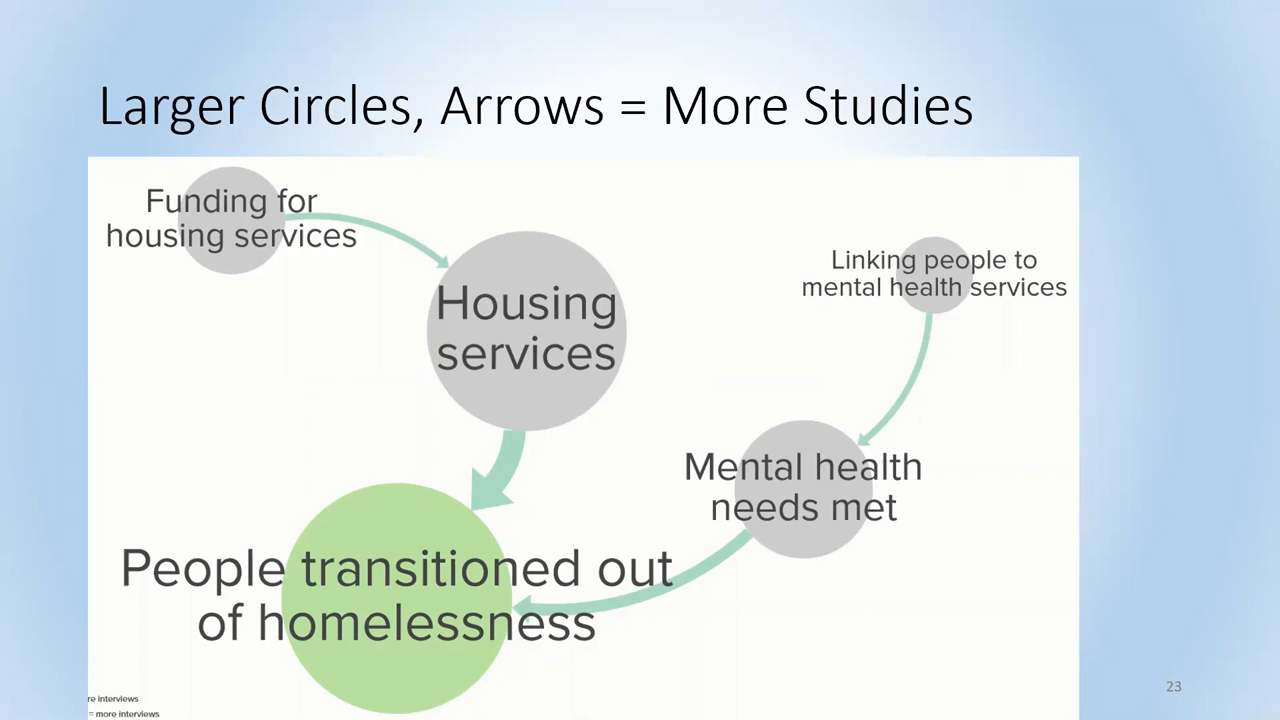 Larger Circles, Arrows = More Studies
Funding for
housing services
Linking people to
mental health services
Housing
services
Mental health
needs met
People transitioned out
of homelessness
re interviews
= more interviews
23